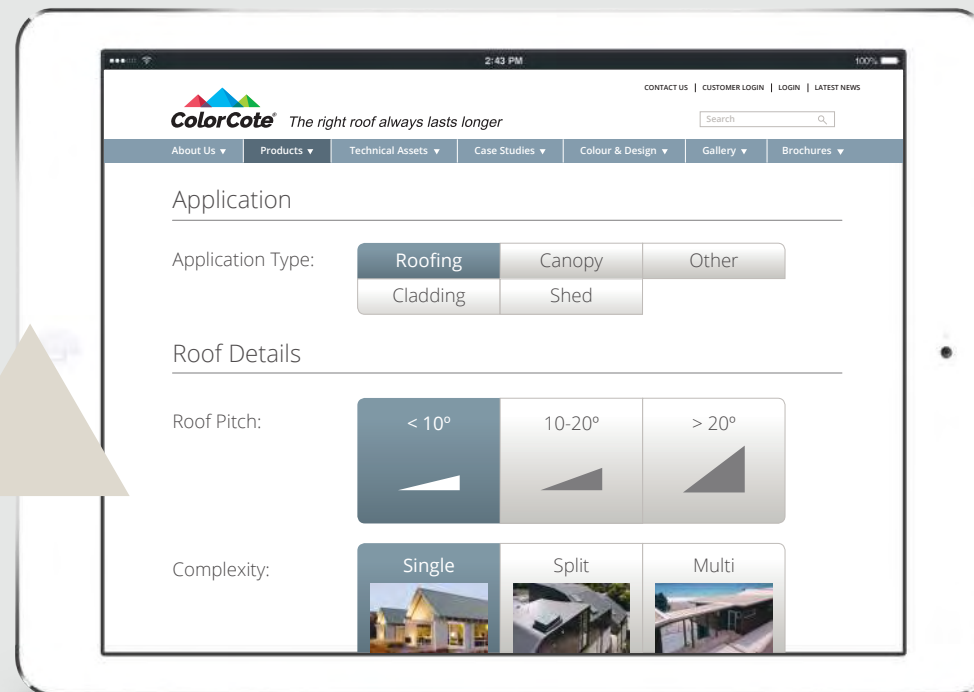 2:43 PM
100%
CONTACT US | CUSTOMER LOGIN | LOGIN | LATEST NEWS
ColorCote® The right roof always lasts longer
Search
About Us ▼ Products ▼ Technical Assets ▼ Case Studies ▼ Colour & Design ▼ Gallery ▼ Brochures ▼
Application
Application Type: Roofing Canopy Other
Cladding Shed
Roof Details
Roof Pitch: < 10º 10-20º > 20º
Complexity: Single Split Multi